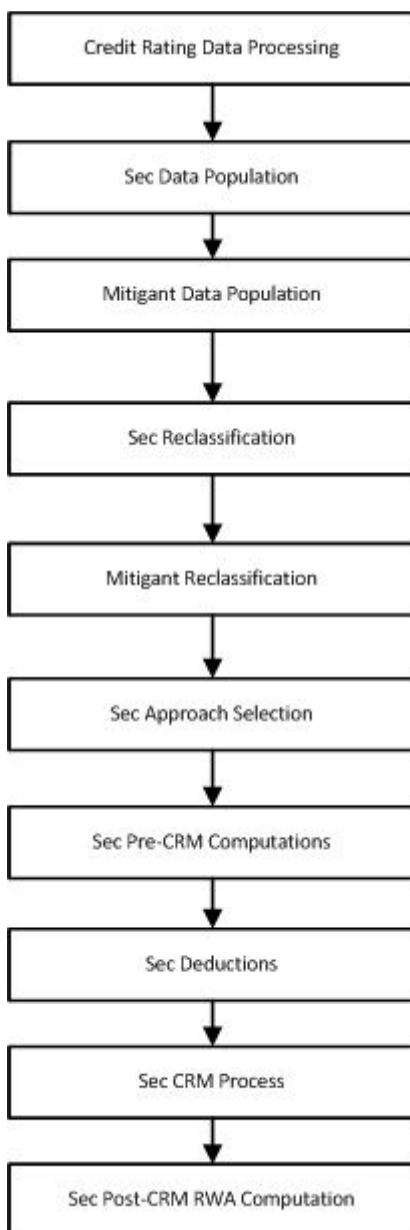 Credit Rating Data Processing
Sec Data Population
Mitigant Data Population
Sec Reclassification
Mitigant Reclassification
Sec Approach Selection
Sec Pre-CRM Computations
Sec Deductions
Sec CRM Process
Sec Post-CRM RWA Computation